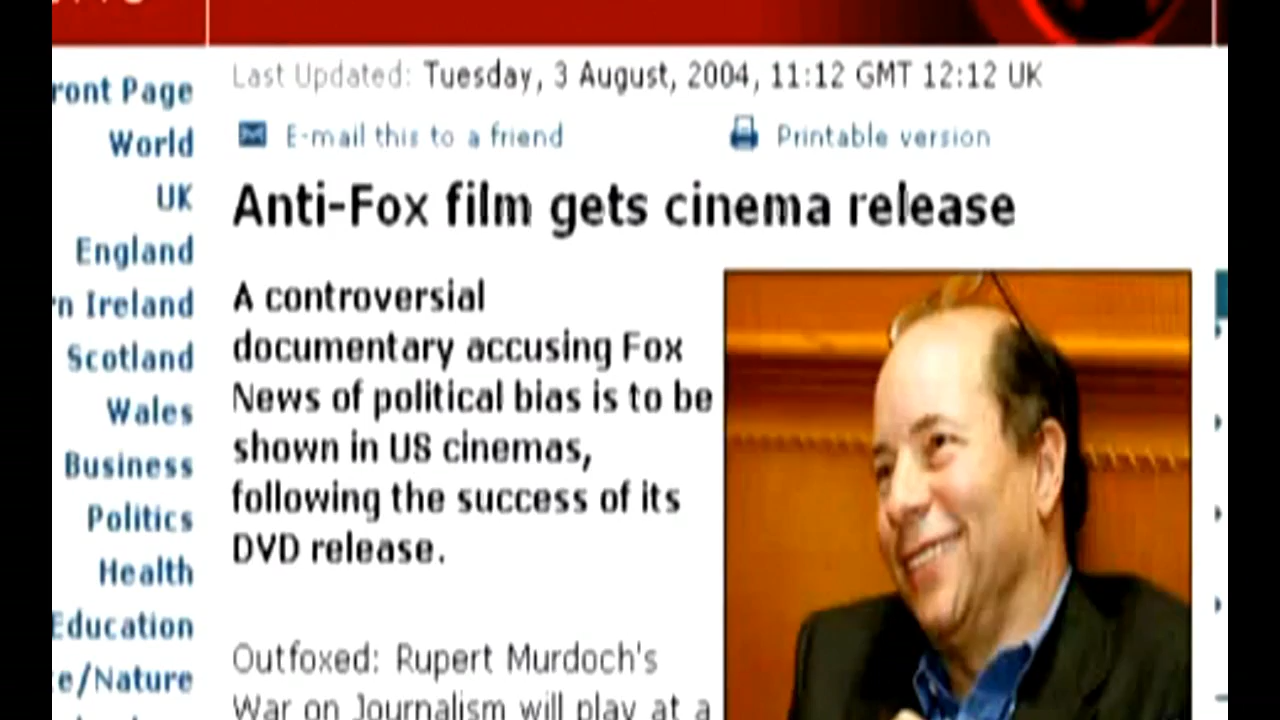 Last Updated: Tuesday, 3 August, 2004, 11:12 GMT 12:12 UK
E-mail this to a friend
Printable version
Anti-Fox film gets cinema release
A controversial
documentary accusing Fox
News of political bias is to be
shown in US cinemas,
following the success of its
DVD release.
Outfoxed: Rupert Murdoch's
War on Journalism will play at a
ront Page
World
UK
England
n Ireland
Scotland
Wales
Business
Politics
Health
Education
e/Nature